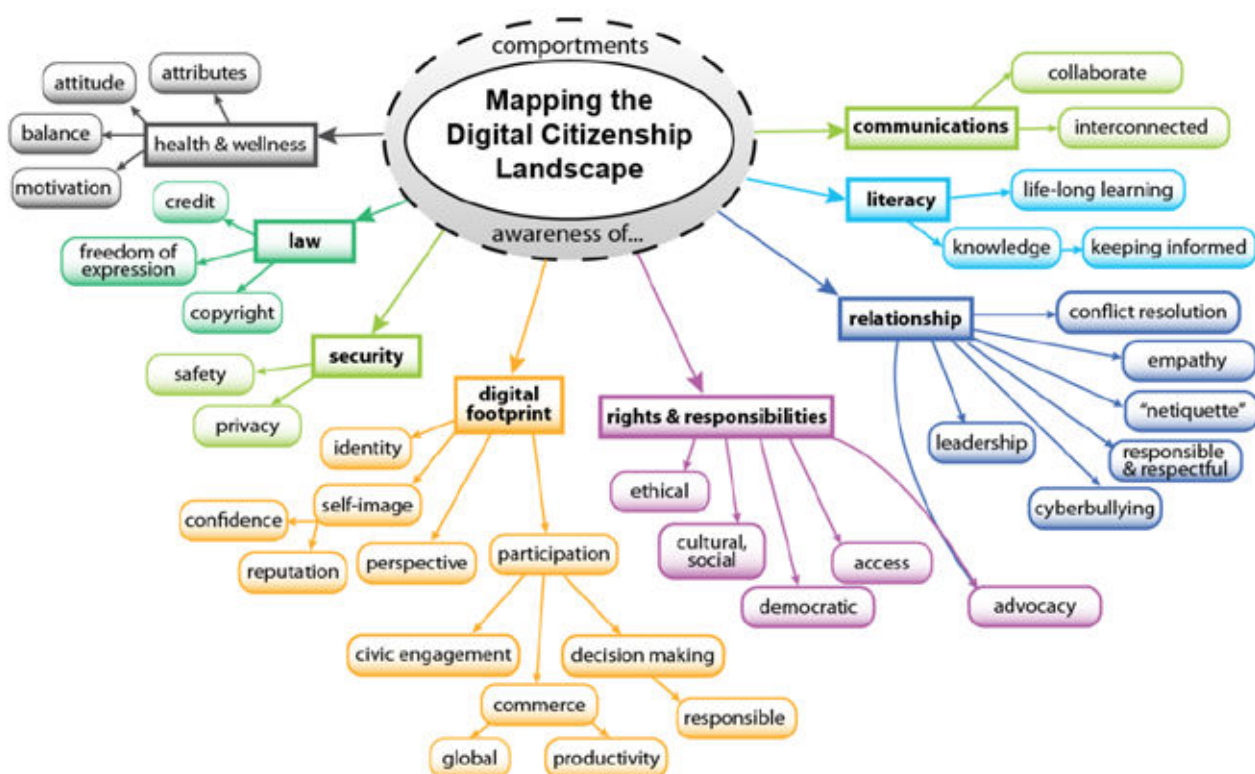 comportments
Mapping the
Digital Citizenship
Landscape
awareness of...
attributes
attitude
balance
motivation
health & wellness
credit
freedom of
expression
copyright
law
safety
privacy
security
digital
footprint
identity
self-image
confidence
reputation
perspective
participation
civic engagement
decision making
commerce
responsible
global
productivity
rights & responsibilities
ethical
cultural,
social
democratic
access
advocacy
relationship
conflict resolution
empathy
"netiquette"
responsible
& respectful
cyberbullying
leadership
literacy
life-long learning
knowledge
keeping informed
communications
collaborate
interconnected